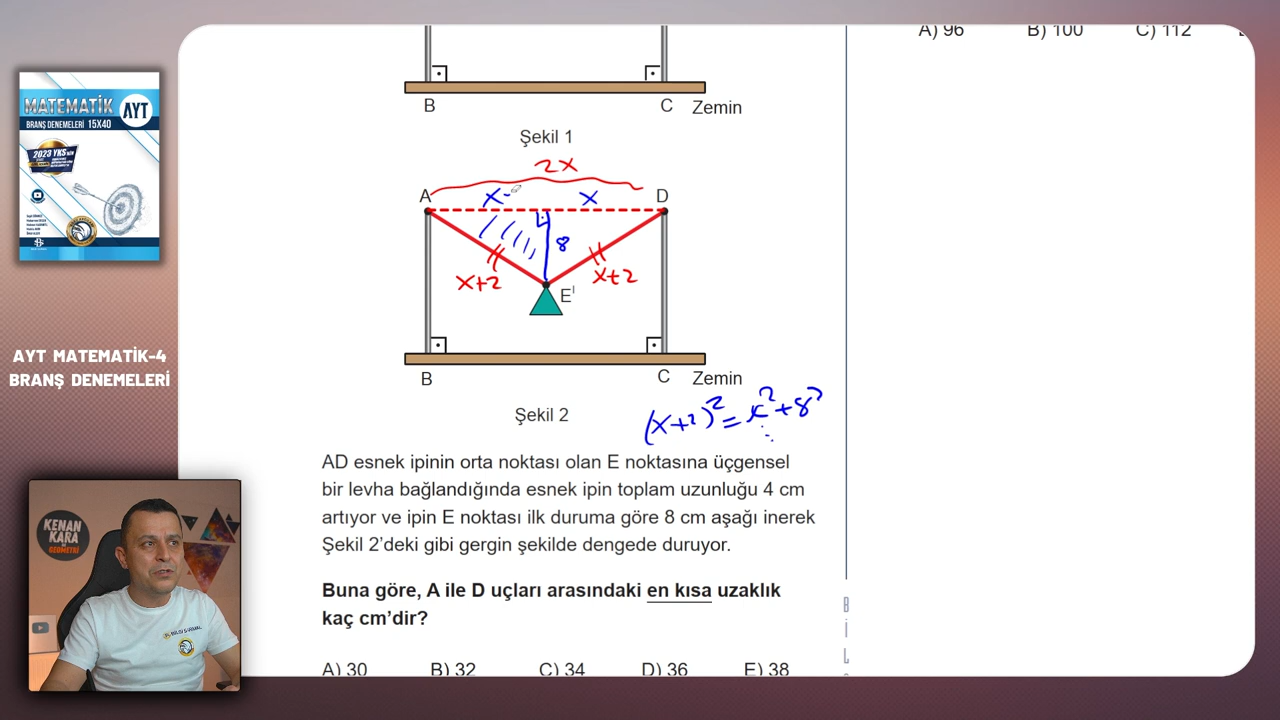 A) 96 B) 100 C) 112
B C Zemin
Şekil 1
2x
A x x D
8
x+2 x+2
E'
B C Zemin
Şekil 2
(x+2)² = x² + 8²
AD esnek ipinin orta noktası olan E noktasına üçgensel
bir levha bağlandığında esnek ipin toplam uzunluğu 4 cm
artıyor ve ipin E noktası ilk duruma göre 8 cm aşağı inerek
Şekil 2’deki gibi gergin şekilde dengede duruyor.
Buna göre, A ile D uçları arasındaki en kısa uzaklık
kaç cm’dir?
A) 30 B) 32 C) 34 D) 36 E) 38
MATEMATİK AYT
BRANŞ DENEMELERİ 15X40
2023 YKS'NİN
AYT MATEMATİK-4
BRANŞ DENEMELERİ
KENAN
KARA
GEOMETRİ
B
İ
L